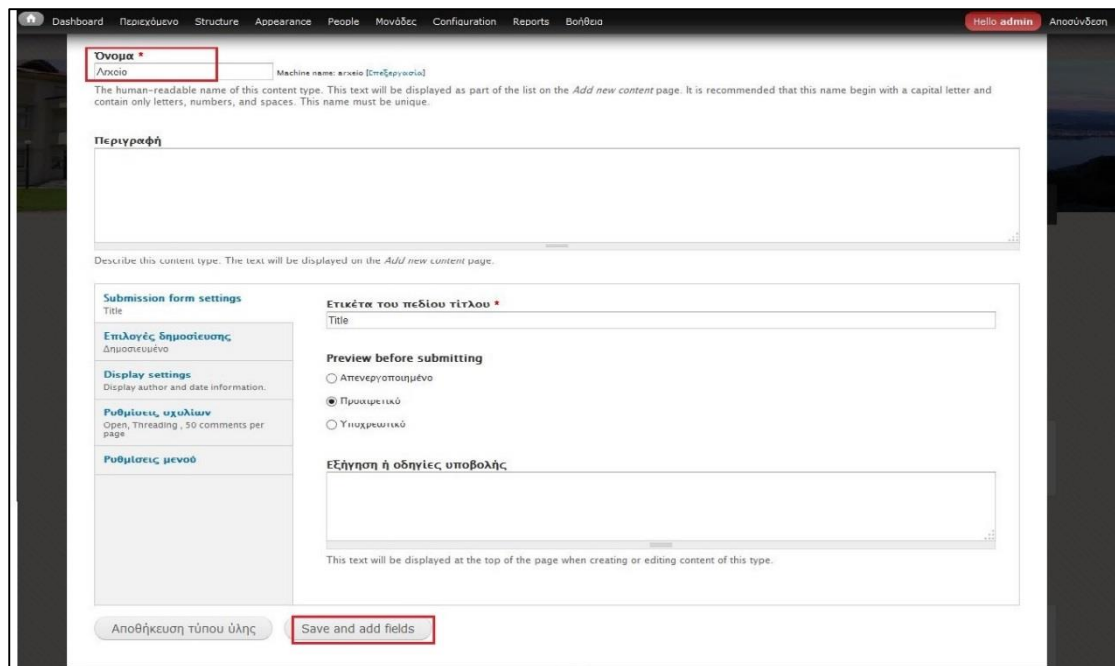 Dashboard Περιεχόμενο Structure Appearance People Μονάδες Configuration Reports Βοήθεια Hello admin Αποσύνδεση
Όνομα *
Αρχείο Machine name: arxeio [Επεξεργασία]
The human-readable name of this content type. This text will be displayed as part of the list on the Add new content page. It is recommended that this name begin with a capital letter and
contain only letters, numbers, and spaces. This name must be unique.
Περιγραφή
Describe this content type. The text will be displayed on the Add new content page.
Submission form settings
Title
Επιλογές δημοσίευσης
Δημοσιευμένο
Display settings
Display author and date information.
Ρυθμίσεις σχολίων
Open, Threading , 50 comments per
page
Ρυθμίσεις μενού
Ετικέτα του πεδίου τίτλου *
Title
Preview before submitting
Απενεργοποιημένο
Προαιρετικό
Υποχρεωτικό
Εξήγηση ή οδηγίες υποβολής
This text will be displayed at the top of the page when creating or editing content of this type.
Αποθήκευση τύπου ύλης Save and add fields